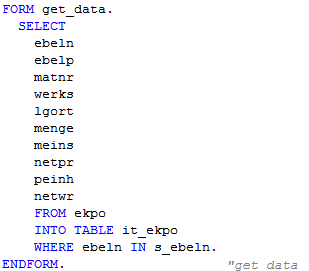 FORM get_data.
  SELECT
    ebeln
    ebelp
    matnr
    werks
    lgort
    menge
    meins
    netpr
    peinh
    netwr
    FROM ekpo
    INTO TABLE it_ekpo
    WHERE ebeln IN s_ebeln.
ENDFORM.                    "get data